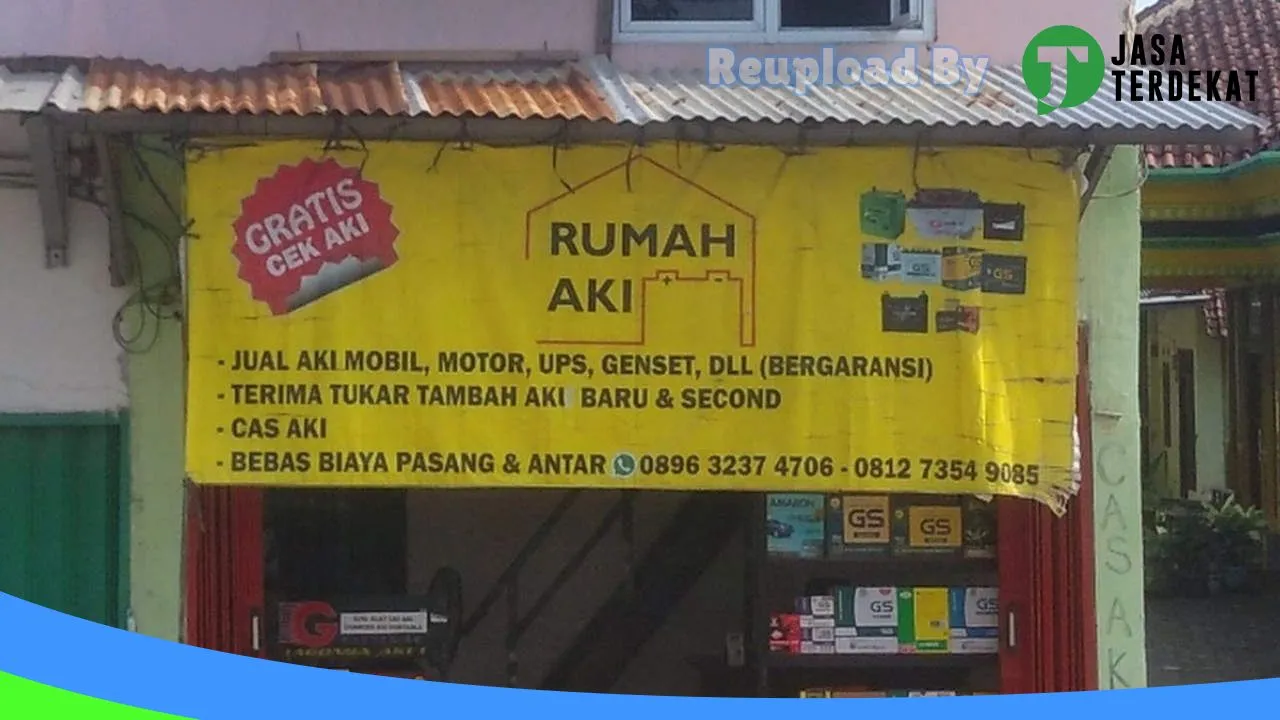 Reupload By
JASA
TERDEKAT
GRATIS
CEK AKI
RUMAH
AKI
- JUAL AKI MOBIL, MOTOR, UPS, GENSET, DLL (BERGARANSI)
- TERIMA TUKAR TAMBAH AKI BARU & SECOND
- CAS AKI
- BEBAS BIAYA PASANG & ANTAR 0896 3237 4706 - 0812 7354 9085
AMARON
GS
GS
GS
GS
G
CAS AK